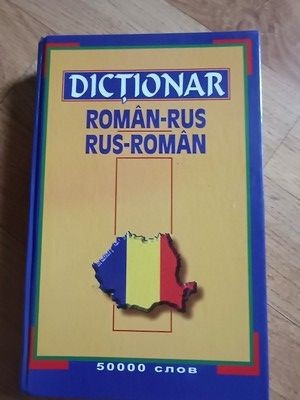 DICȚIONAR
ROMÂN-RUS
RUS-ROMÂN
50000 слов